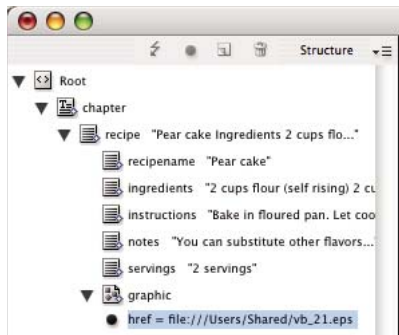 Structure
Root
chapter
recipe "Pear cake Ingredients 2 cups flo..."
recipename "Pear cake"
ingredients "2 cups flour (self rising) 2 cu
instructions "Bake in floured pan. Let coo
notes "You can substitute other flavors...
servings "2 servings"
graphic
href = file:///Users/Shared/vb_21.eps